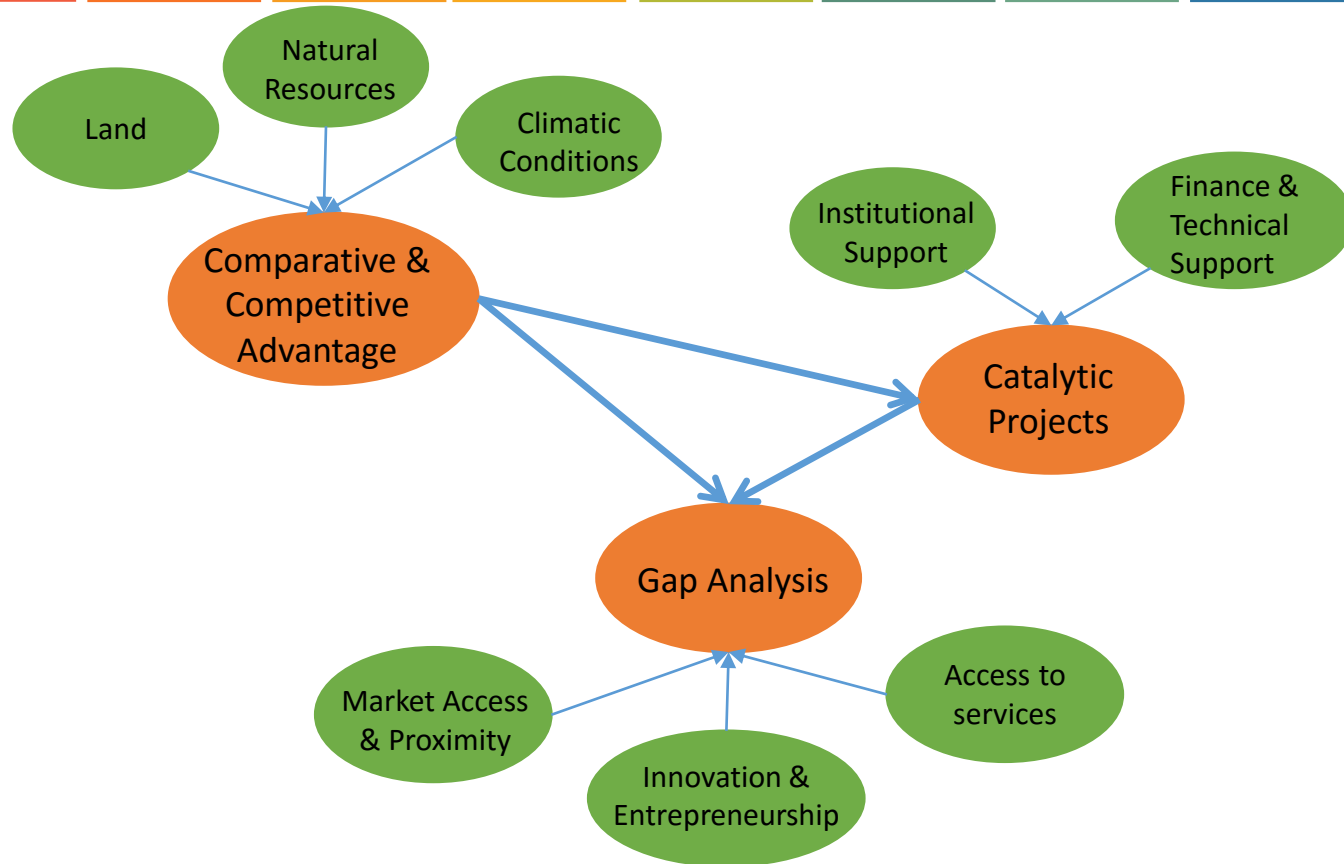 Natural
Resources
Land
Climatic
Conditions
Comparative &
Competitive
Advantage
Institutional
Support
Finance &
Technical
Support
Catalytic
Projects
Gap Analysis
Market Access
& Proximity
Innovation &
Entrepreneurship
Access to
services